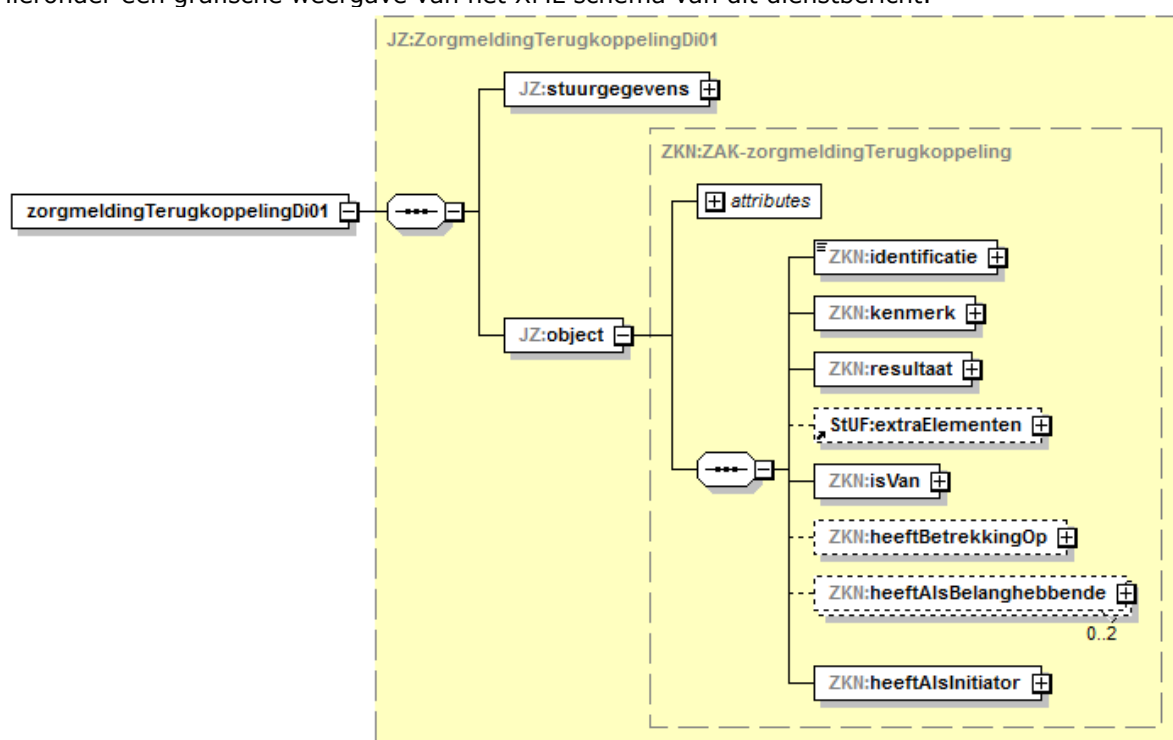 Hieronder een grafische weergave van het XML schema van dit dienstbericht:
JZ:ZorgmeldingTerugkoppelingDi01
JZ:stuurgegevens
ZKN:ZAK-zorgmeldingTerugkoppeling
attributes
zorgmeldingTerugkoppelingDi01
ZKN:identificatie
ZKN:kenmerk
JZ:object
ZKN:resultaat
StUF:extraElementen
ZKN:isVan
ZKN:heeftBetrekkingOp
ZKN:heeftAlsBelanghebbende
0..2
ZKN:heeftAlsInitiator